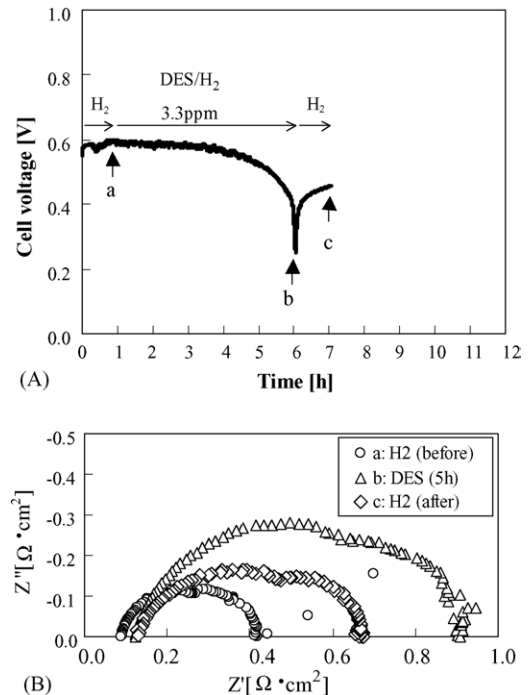 1.0
0.8
0.6
0.4
0.2
0.0
Cell voltage [V]
DES/H2
H2
3.3ppm
H2
a
b
c
0 1 2 3 4 5 6 7 8 9 10 11 12
Time [h]
(A)
-0.5
-0.4
-0.3
-0.2
-0.1
0.0
Z''[Ω•cm²]
a: H2 (before)
b: DES (5h)
c: H2 (after)
0.0 0.2 0.4 0.6 0.8 1.0
Z'[Ω•cm²]
(B)